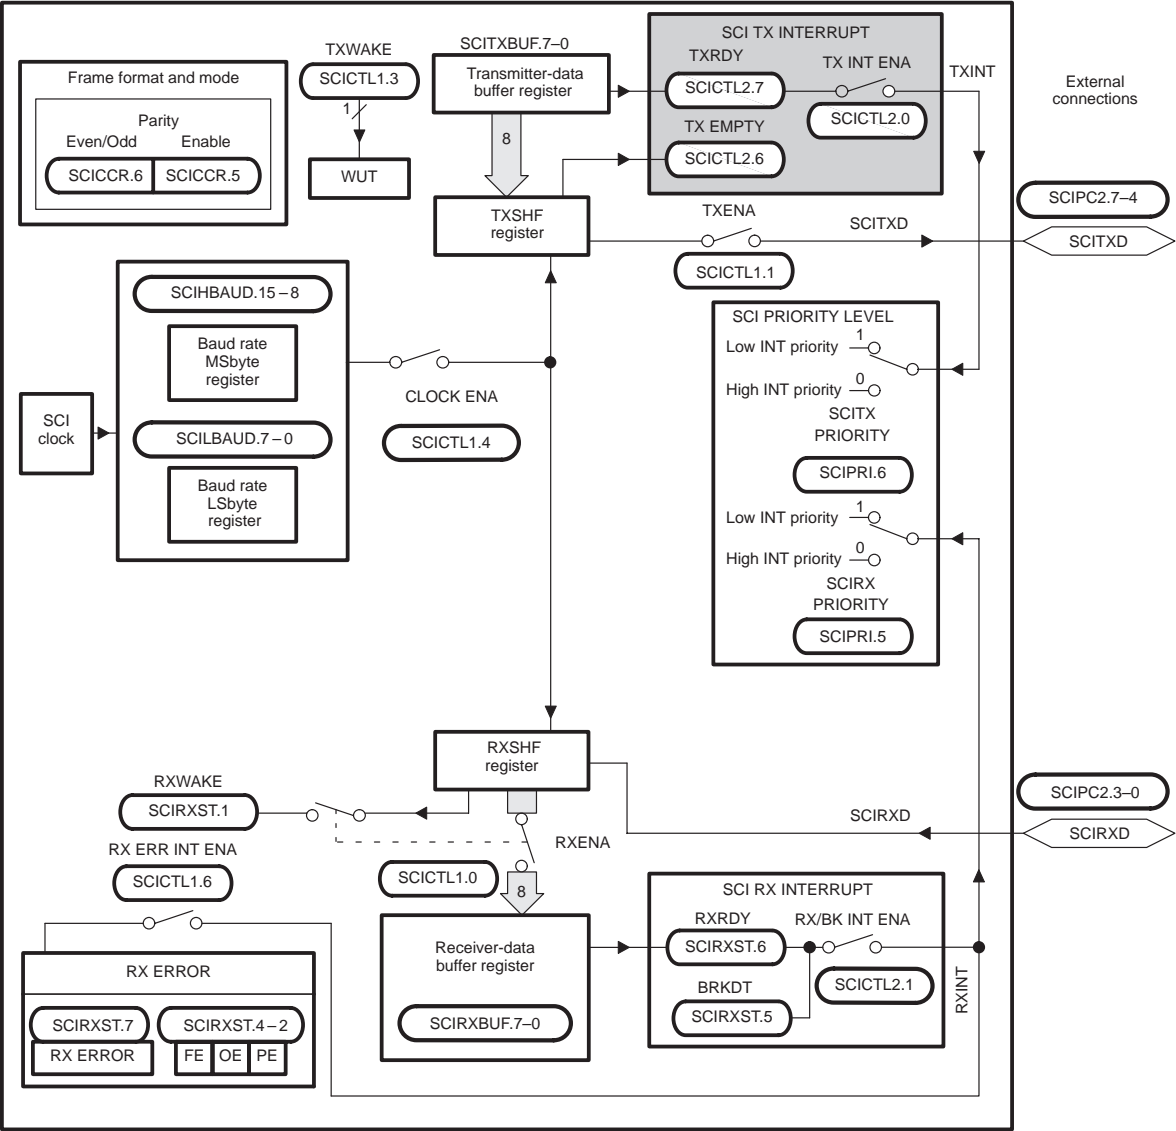 Frame format and mode
Parity
Even/Odd
Enable
SCICCR.6
SCICCR.5
TXWAKE
SCICTL1.3
1
WUT
SCITXBUF.7–0
Transmitter-data
buffer register
8
TXSHF
register
SCI TX INTERRUPT
TXRDY
SCICTL2.7
TX INT ENA
SCICTL2.0
TX EMPTY
SCICTL2.6
TXINT
External
connections
TXENA
SCICTL1.1
SCITXD
SCIPC2.7–4
SCITXD
SCIHBAUD.15–8
Baud rate
MSbyte
register
SCI
clock
SCILBAUD.7–0
Baud rate
LSbyte
register
CLOCK ENA
SCICTL1.4
SCI PRIORITY LEVEL
Low INT priority
1
High INT priority
0
SCITX
PRIORITY
SCIPRI.6
Low INT priority
1
High INT priority
0
SCIRX
PRIORITY
SCIPRI.5
RXSHF
register
RXWAKE
SCIRXST.1
RX ERR INT ENA
SCICTL1.6
RXENA
SCICTL1.0
8
SCIRXD
SCIPC2.3–0
SCIRXD
RX ERROR
SCIRXST.7
SCIRXST.4–2
RX ERROR
FE
OE
PE
Receiver-data
buffer register
SCIRXBUF.7–0
SCI RX INTERRUPT
RXRDY
SCIRXST.6
RX/BK INT ENA
SCICTL2.1
BRKDT
SCIRXST.5
RXINT